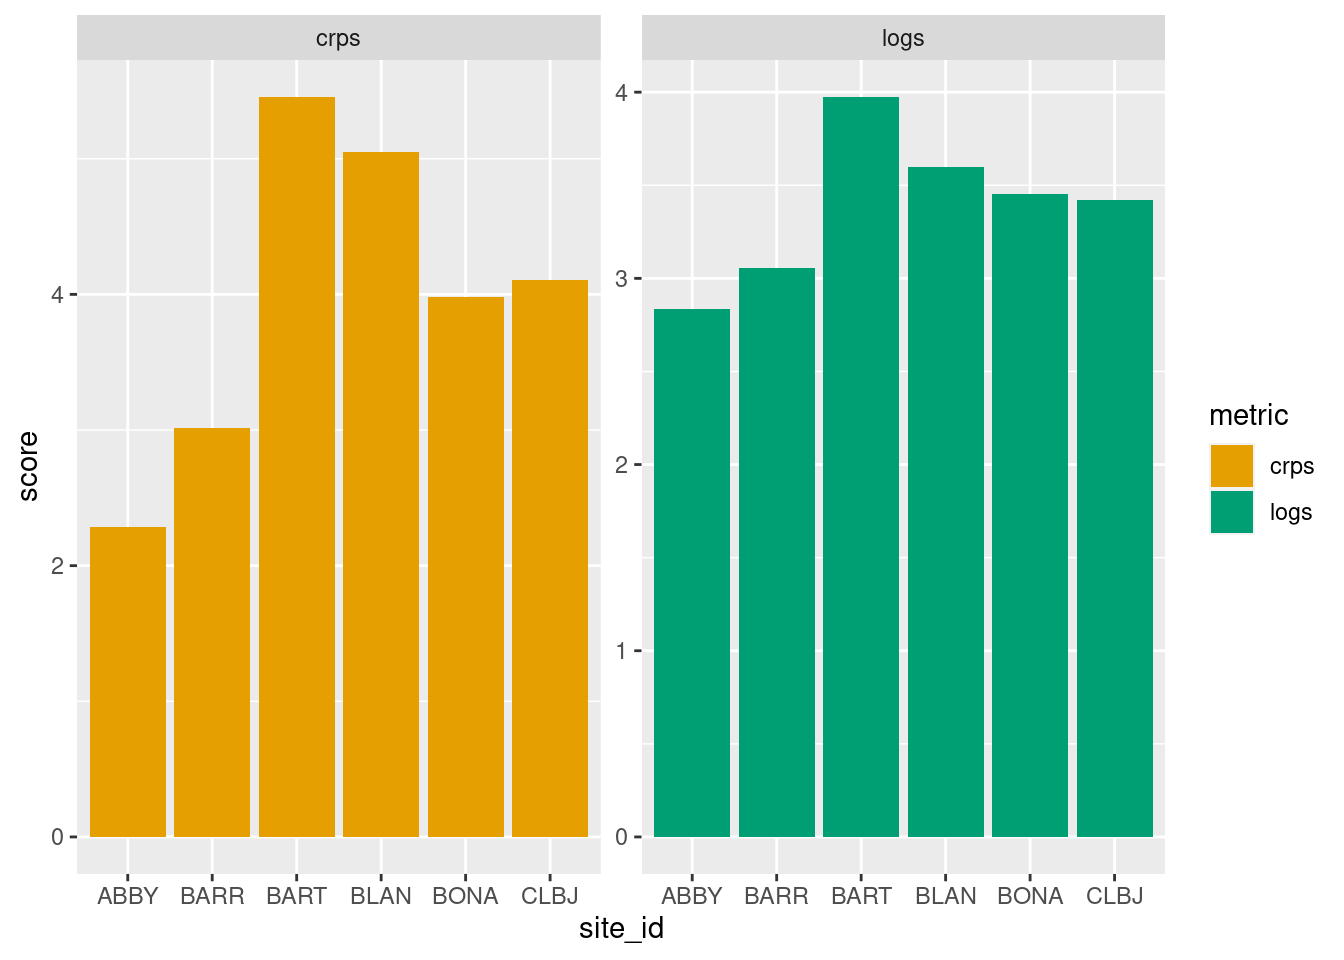 crps
logs
score
4
2
0
4
3
2
1
0
ABBY BARR BART BLAN BONA CLBJ
ABBY BARR BART BLAN BONA CLBJ
site_id
metric
crps
logs